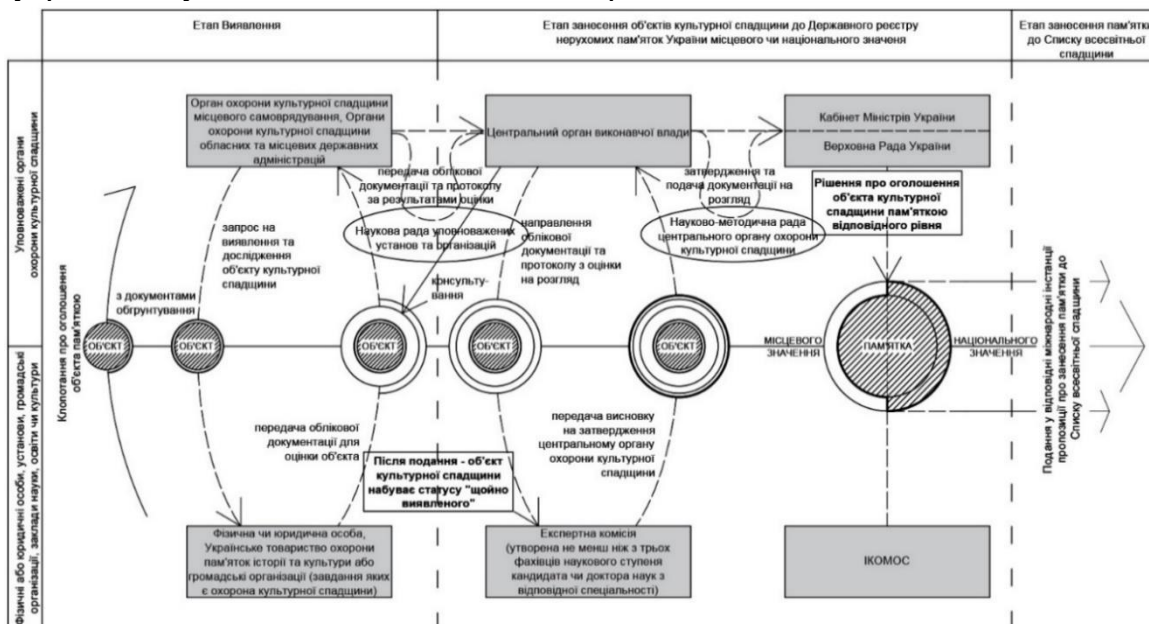 Етап Виявлення
Етап занесення об'єктів культурної спадщини до Державного реєстру
нерухомих пам'яток України місцевого чи національного значеня
Етап занесення пам'ятки
до Списку всесвітньої
спадщини
Уповноважені органи
охорони культурної спадщини
Орган охорони культурної спадщини
місцевого самоврядування, Органи
охорони культурної спадщини
обласних та місцевих державних
адміністрацій
Центральний орган виконавчої влади
Кабінет Міністрів України
Верховна Рада України
передача облікової
документації та протоколу
за результатами оцінки
затвердження та
подача документації на
розгляд
Рішення про оголошення
об'єкта культурної
спадщини пам'яткою
відповідного рівня
Наукова рада уповноважених
установ та організацій
Науково-методична рада
центрального органу охорони
культурної спадщини
запрос на
виявлення та
дослідження
об'єкту культурної
спадщини
направлення
облікової
документації та
протоколу з оцінки
на розгляд
консульту-
вання
з документами
обгрунтування
Клопотання про оголошення
об'єкта пам'яткою
ОБ'ЄКТ
ОБ'ЄКТ
ОБ'ЄКТ
ОБ'ЄКТ
ОБ'ЄКТ
МІСЦЕВОГО
ЗНАЧЕННЯ
ПАМ'ЯТКА
НАЦІОНАЛЬНОГО
ЗНАЧЕННЯ
Подання у відповідні міжнародні інстанції
пропозиції про занесення пам'ятки до
Списку всесвітньої спадщини
Фізичні або юридичні особи, установи, громадські
організації, заклади науки, освіти чи культури
передача облікової
документації для
оцінки об'єкта
Після подання - об'єкт
культурної спадщини
набуває статусу "щойно
виявленого"
передача висновку
на затвердження
центральному органу
охорони культурної
спадщини
Фізична чи юридична особа,
Українське товариство охорони
пам'яток історії та культури або
громадські організації (завдання яких
є охорона культурної спадщини)
Експертна комісія
(утворена не менш ніж з трьох
фахівців наукового ступеня
кандидата чи доктора наук з
відповідної спеціальності)
ІКОМОС